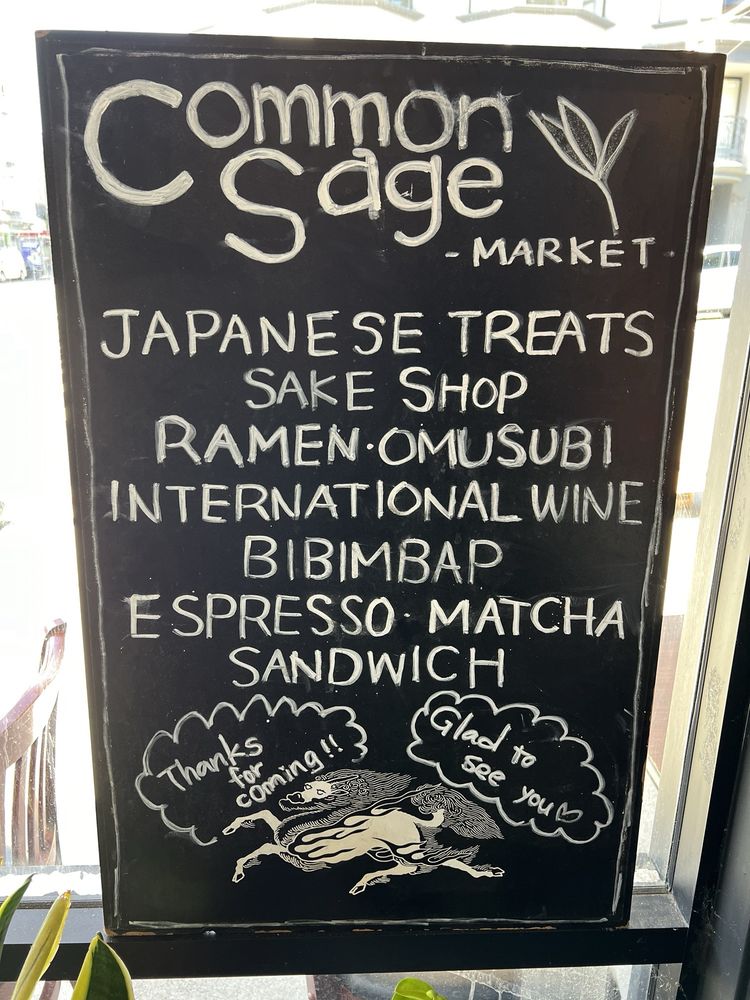 Common
Sage
- MARKET -
JAPANESE TREATS
SAKE SHOP
RAMEN · OMUSUBI
INTERNATIONAL WINE
BIBIMBAP
ESPRESSO · MATCHA
SANDWICH
Thanks
for
coming!!
Glad to
see you♡